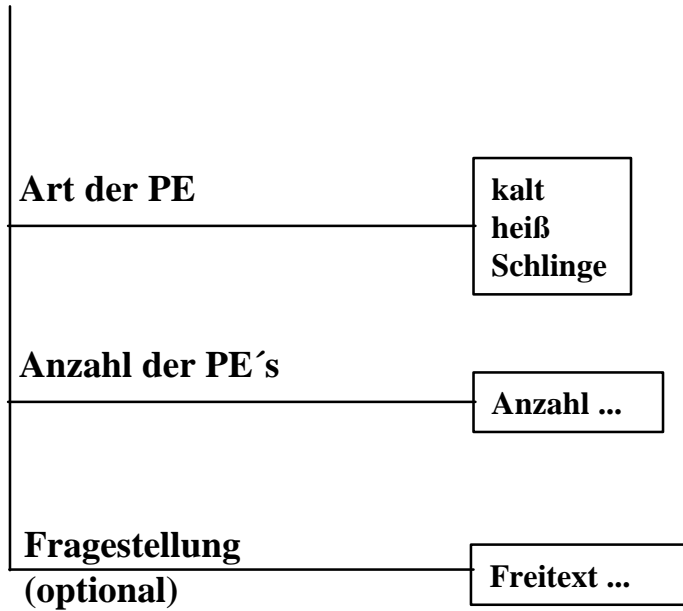 Art der PE
kalt
heiß
Schlinge
Anzahl der PE´s
Anzahl ...
Fragestellung
(optional)
Freitext ...